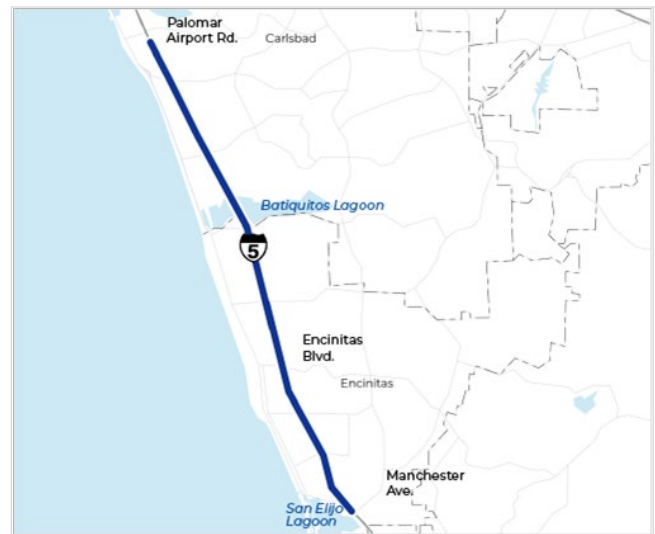 Palomar
Airport Rd.
Carlsbad
Batiquitos Lagoon
5
Encinitas
Blvd.
Encinitas
Manchester
Ave.
San Elijo
Lagoon